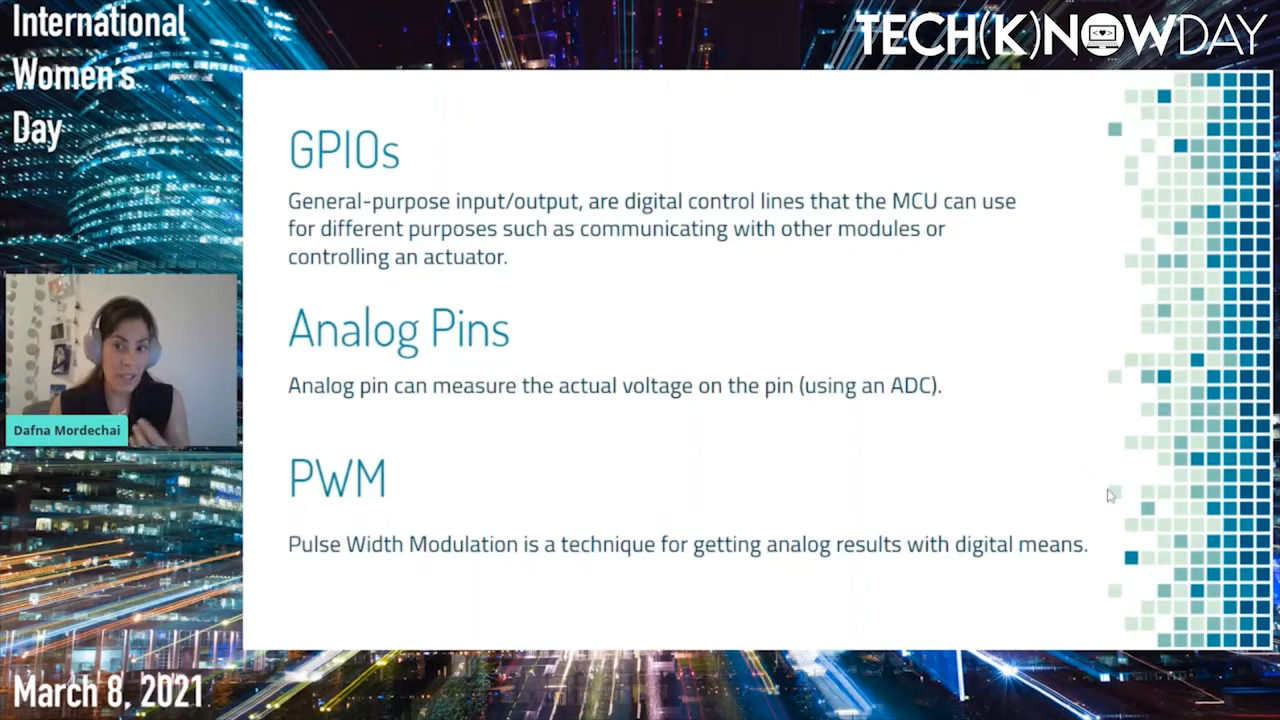 International
Women's
Day
TECH(K)NOWDAY
GPIOs
General-purpose input/output, are digital control lines that the MCU can use
for different purposes such as communicating with other modules or
controlling an actuator.
Analog Pins
Analog pin can measure the actual voltage on the pin (using an ADC).
PWM
Pulse Width Modulation is a technique for getting analog results with digital means.
Dafna Mordechai
March 8, 2021